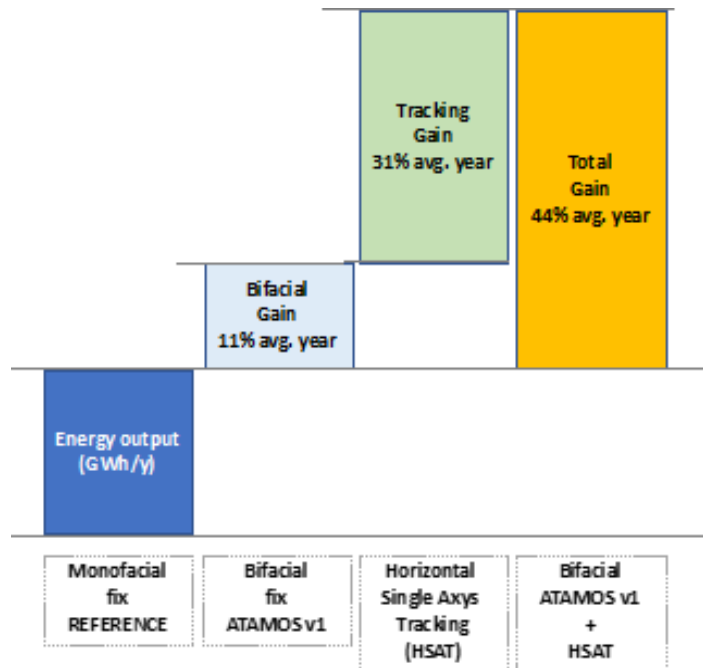 Tracking
Gain
31% avg. year
Total
Gain
44% avg. year
Bifacial
Gain
11% avg. year
Energy output
(GWh/y)
Monofacial
fix
REFERENCE
Bifacial
fix
ATAMOS v1
Horizontal
Single Axys
Tracking
(HSAT)
Bifacial
ATAMOS v1
+
HSAT